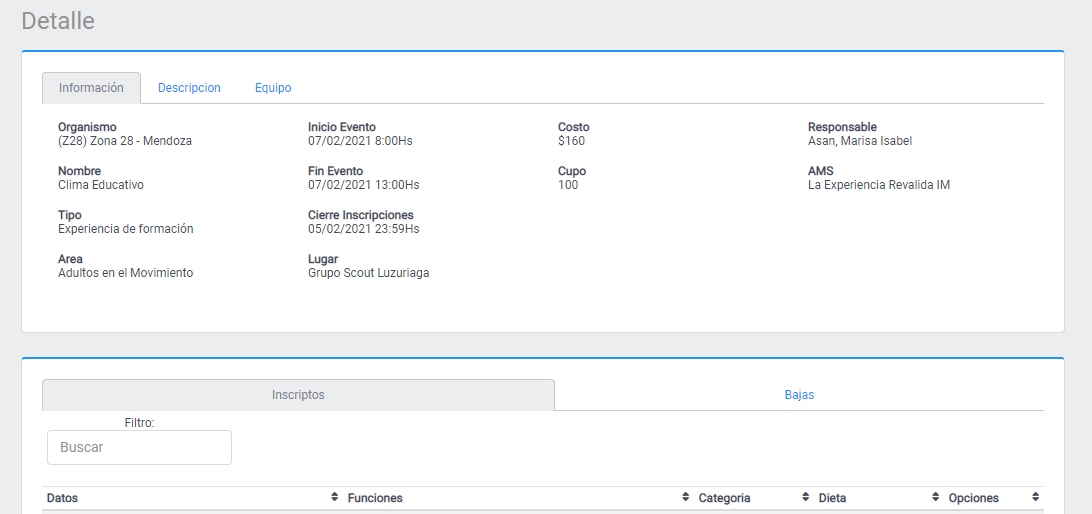 Detalle
Información Descripcion Equipo
Organismo
(Z28) Zona 28 - Mendoza
Inicio Evento
07/02/2021 8:00Hs
Costo
$160
Responsable
Asan, Marisa Isabel
Nombre
Clima Educativo
Fin Evento
07/02/2021 13:00Hs
Cupo
100
AMS
La Experiencia Revalida IM
Tipo
Experiencia de formación
Cierre Inscripciones
05/02/2021 23:59Hs
Area
Adultos en el Movimiento
Lugar
Grupo Scout Luzuriaga
Inscriptos Bajas
Filtro:
Buscar
Datos Funciones Categoria Dieta Opciones